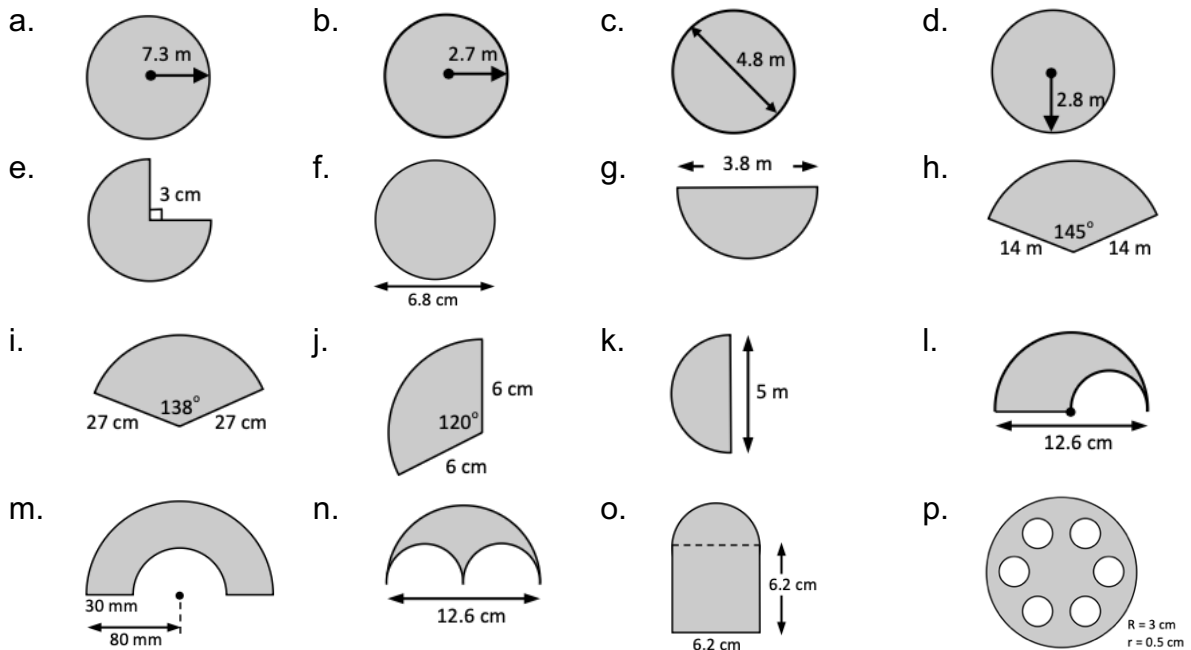 a.
7.3 m
b.
2.7 m
c.
4.8 m
d.
2.8 m
e.
3 cm
f.
6.8 cm
g.
3.8 m
h.
145°
14 m
14 m
i.
138°
27 cm
27 cm
j.
6 cm
120°
6 cm
k.
5 m
l.
12.6 cm
m.
30 mm
80 mm
n.
12.6 cm
o.
6.2 cm
6.2 cm
p.
R = 3 cm
r = 0.5 cm